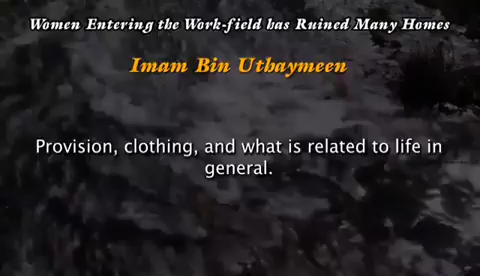 Women Entering the Work-field has Ruined Many Homes
Imam Bin Uthaymeen
Provision, clothing, and what is related to life in
general.